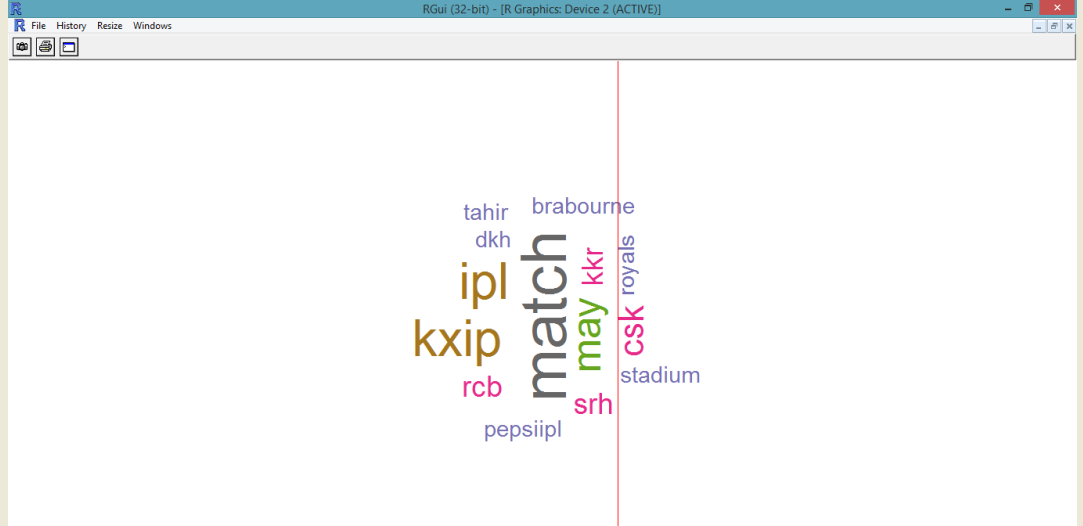 RGui (32-bit) - [R Graphics: Device 2 (ACTIVE)]
File History Resize Windows
tahir
brabourne
dkh
match
kkr
royals
ipl
may
csk
kxip
stadium
rcb
srh
pepsiipl